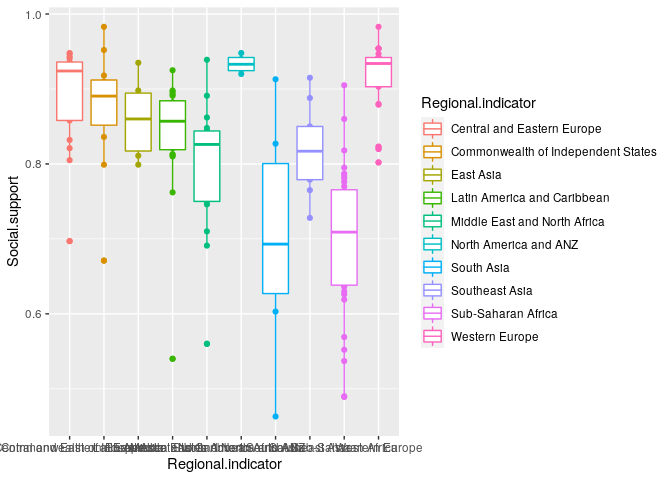 1.0
0.8
0.6
Social.support
Regional.indicator
Regional.indicator
Central and Eastern Europe
Commonwealth of Independent States
East Asia
Latin America and Caribbean
Middle East and North Africa
North America and ANZ
South Asia
Southeast Asia
Sub-Saharan Africa
Western Europe